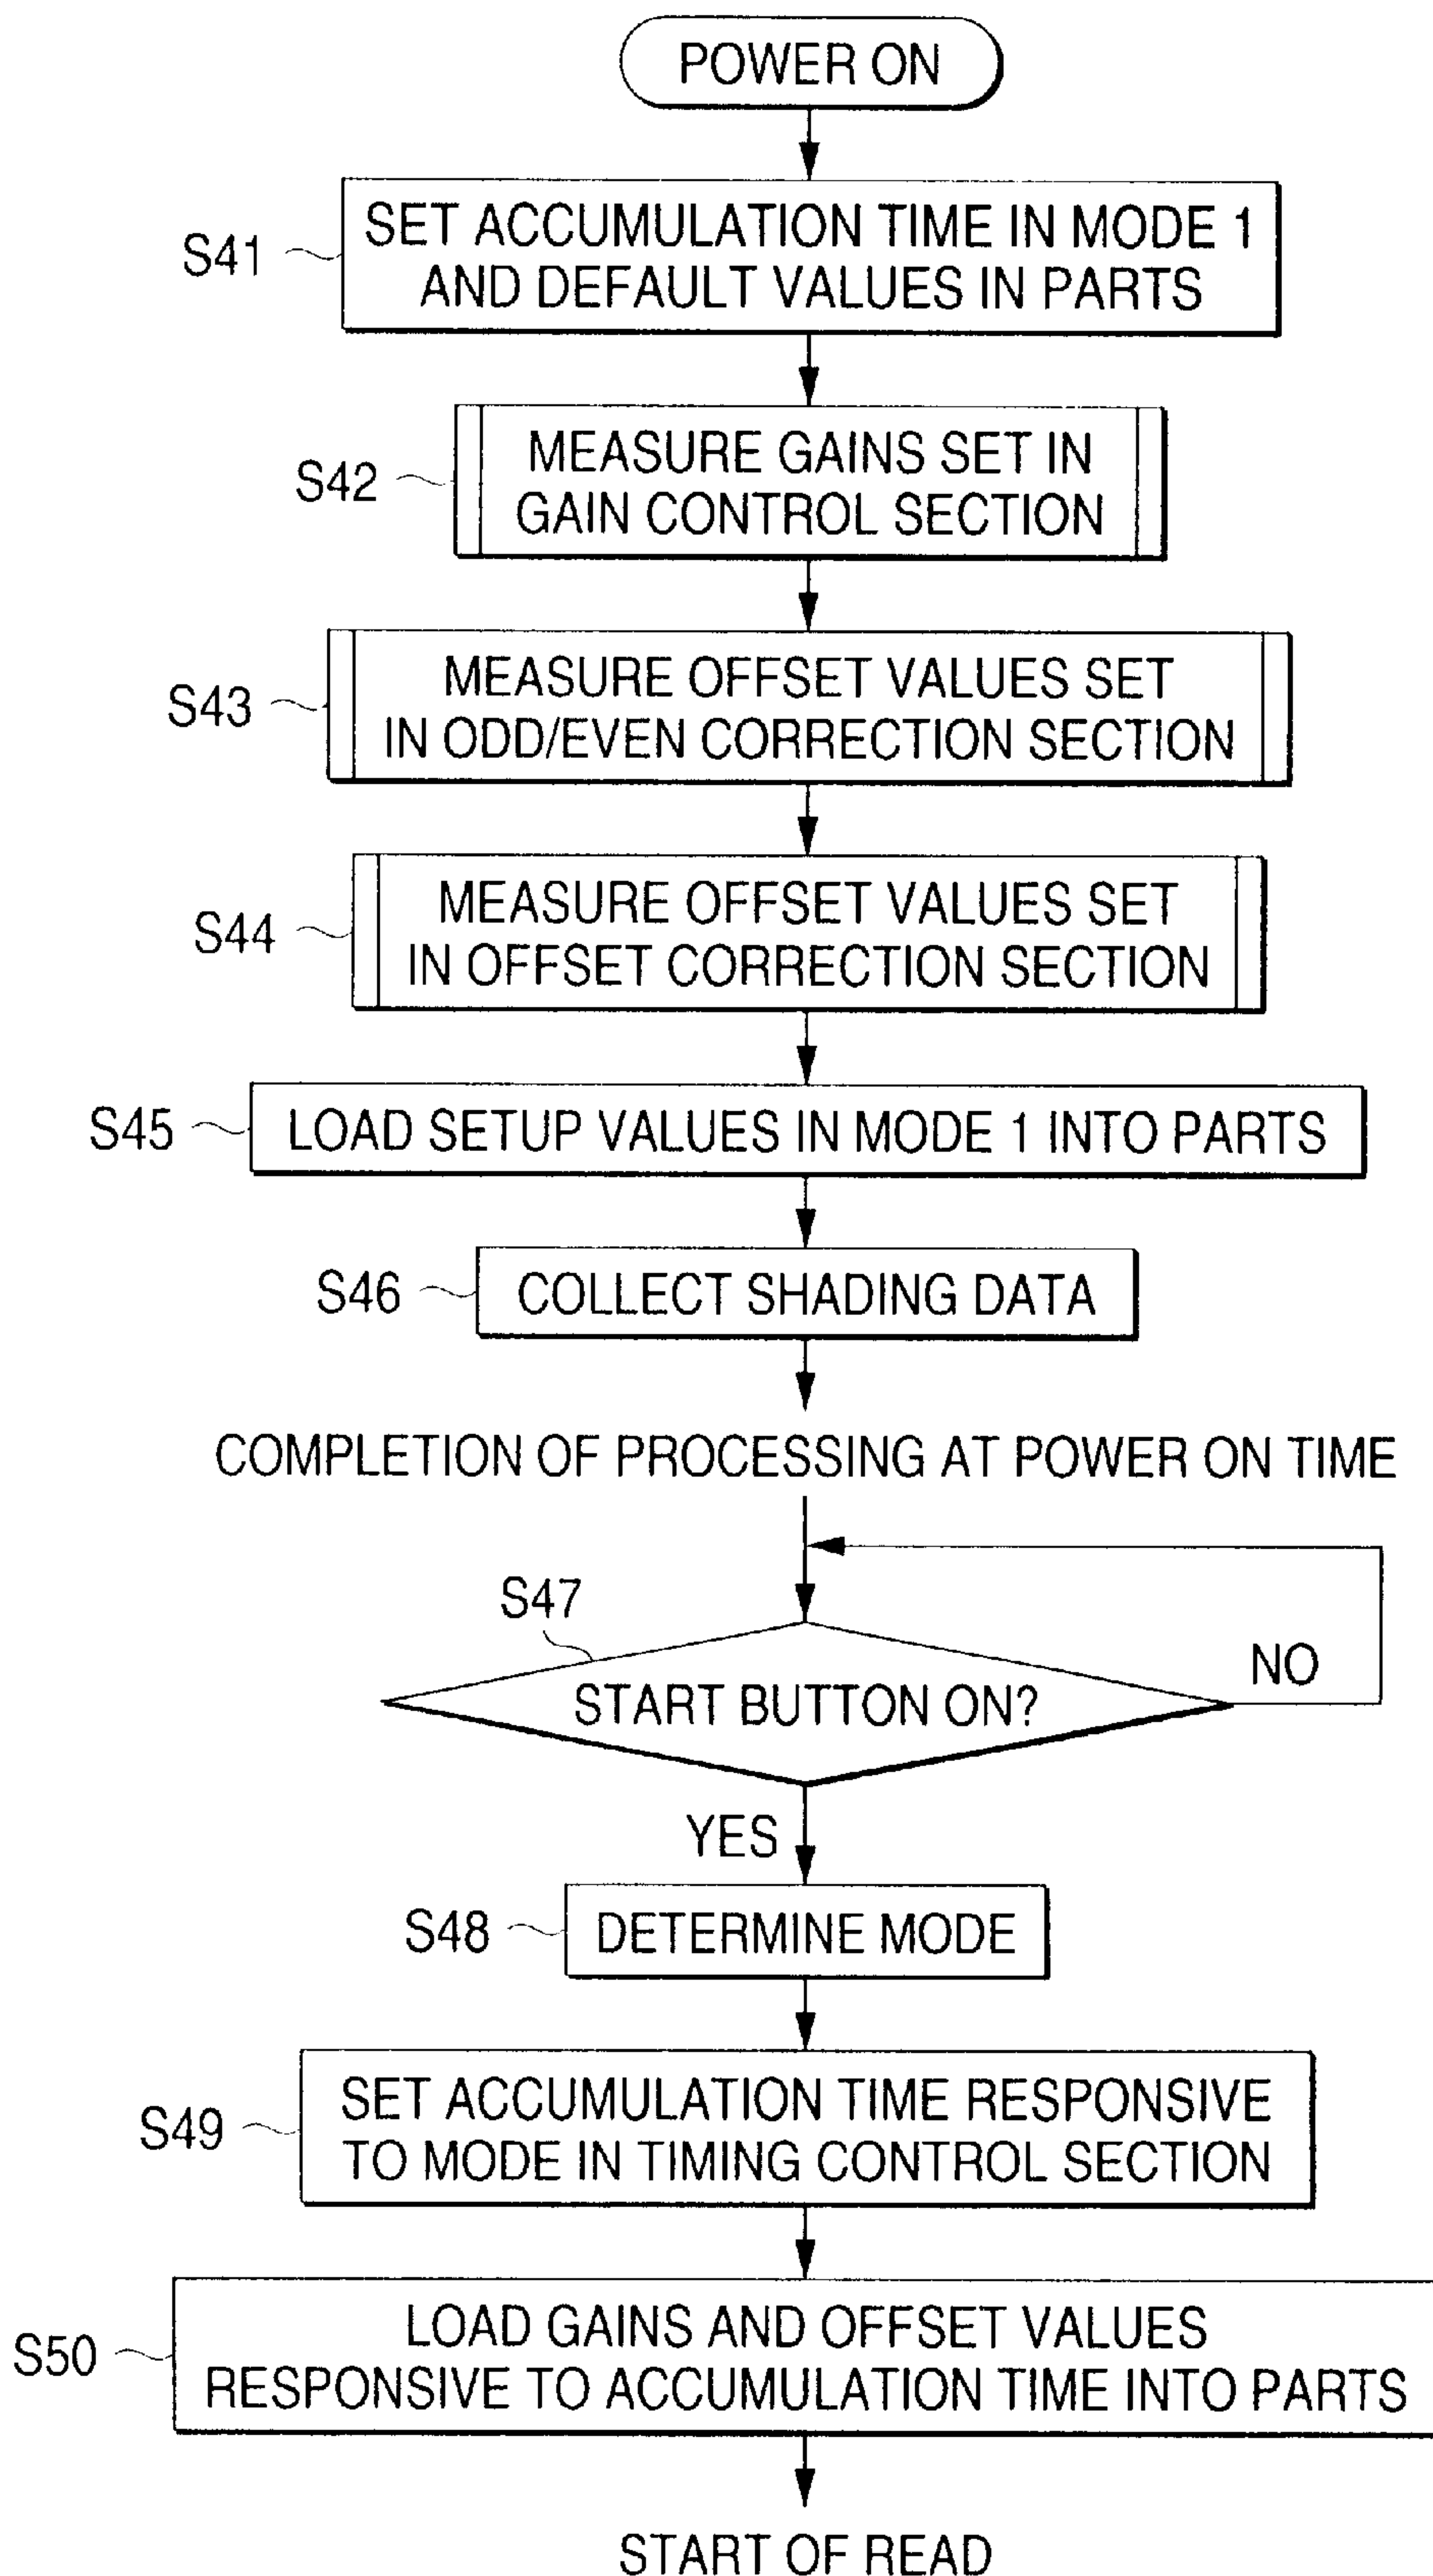 POWER ON
S41
SET ACCUMULATION TIME IN MODE 1
AND DEFAULT VALUES IN PARTS
S42
MEASURE GAINS SET IN
GAIN CONTROL SECTION
S43
MEASURE OFFSET VALUES SET
IN ODD/EVEN CORRECTION SECTION
S44
MEASURE OFFSET VALUES SET
IN OFFSET CORRECTION SECTION
S45
LOAD SETUP VALUES IN MODE 1 INTO PARTS
S46
COLLECT SHADING DATA
COMPLETION OF PROCESSING AT POWER ON TIME
S47
START BUTTON ON?
NO
YES
S48
DETERMINE MODE
S49
SET ACCUMULATION TIME RESPONSIVE
TO MODE IN TIMING CONTROL SECTION
S50
LOAD GAINS AND OFFSET VALUES
RESPONSIVE TO ACCUMULATION TIME INTO PARTS
START OF READ